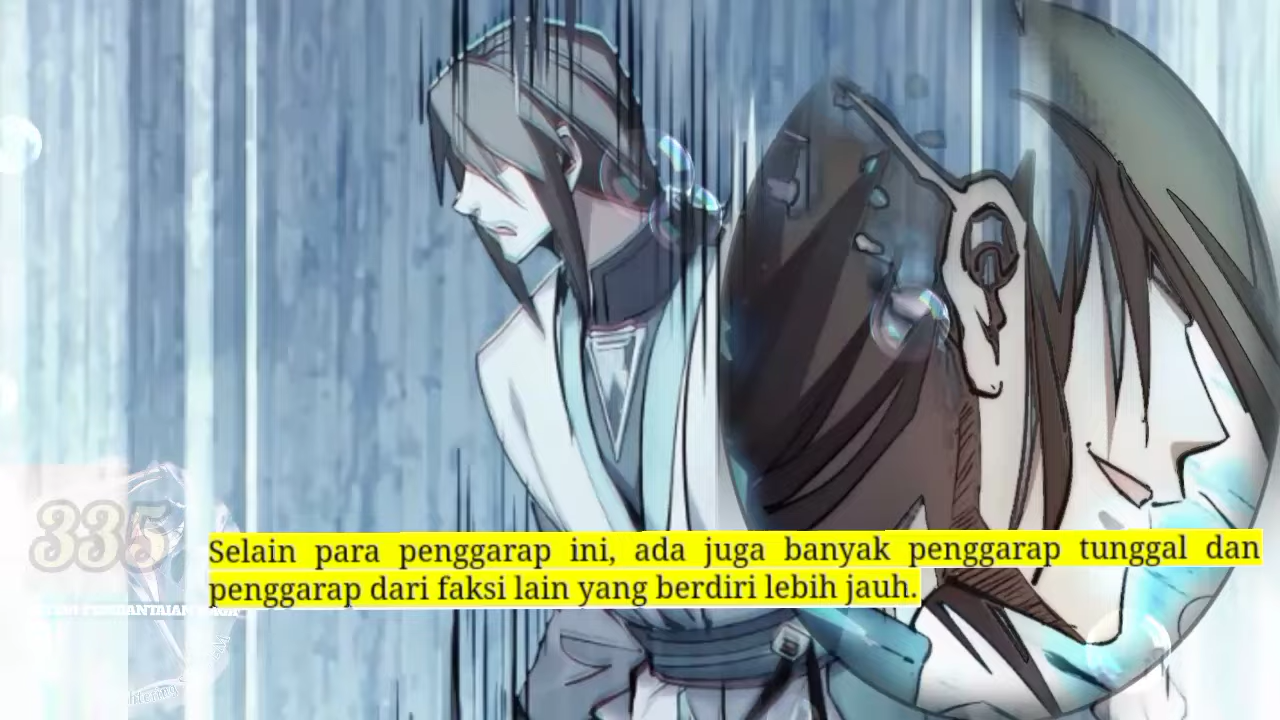 335
Selain para penggarap ini, ada juga banyak penggarap tunggal dan
penggarap dari faksi lain yang berdiri lebih jauh.